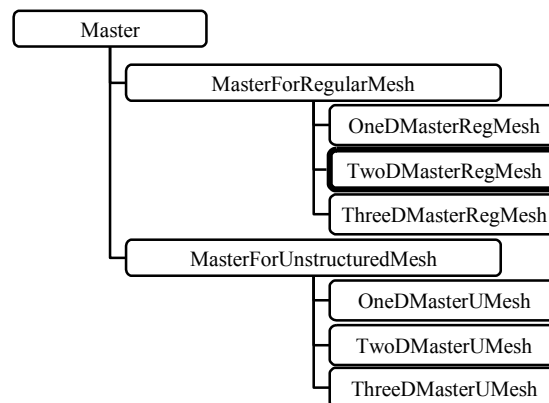 Master
MasterForRegularMesh
OneDMasterRegMesh
TwoDMasterRegMesh
ThreeDMasterRegMesh
MasterForUnstructuredMesh
OneDMasterUMesh
TwoDMasterUMesh
ThreeDMasterUMesh